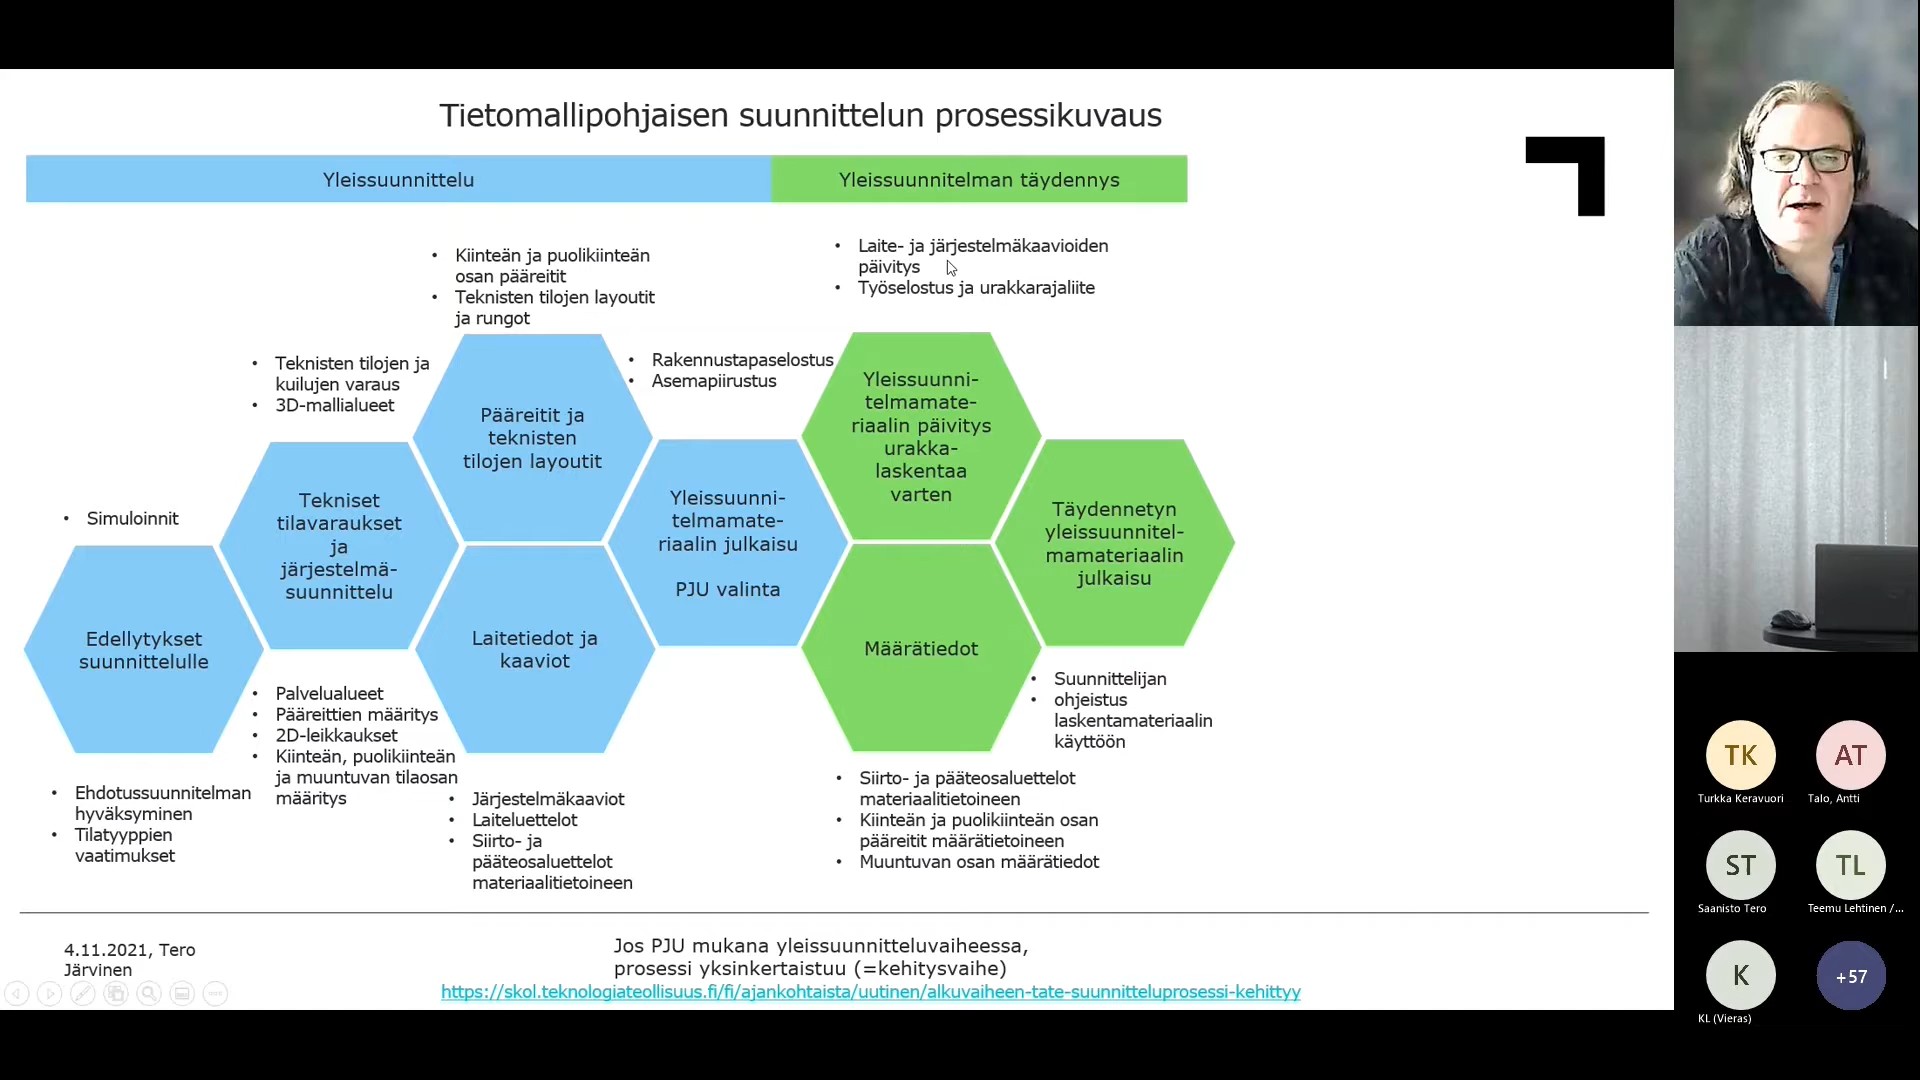 Tietomallipohjaisen suunnittelun prosessikuvaus
Yleissuunnittelu
Yleissuunnitelman täydennys
• Kiinteän ja puolikiinteän
osan pääreitit
• Teknisten tilojen layoutit
ja rungot
• Laite- ja järjestelmäkaavioiden
päivitys
• Työselostus ja urakkarajaliite
• Teknisten tilojen ja
kuilujen varaus
• 3D-mallialueet
• Rakennustapaselostus
• Asemapiirustus
• Simuloinnit
Edellytykset
suunnittelulle
Tekniset
tilavaraukset
ja
järjestelmä-
suunnittelu
Pääreitit ja
teknisten
tilojen layoutit
Laitetiedot ja
kaaviot
Yleissuunni-
telmamate-
riaalin julkaisu
PJU valinta
Yleissuunni-
telmamate-
riaalin päivitys
urakka-
laskentaa
varten
Määrätiedot
Täydennetyn
yleissuunnitel-
mamateriaalin
julkaisu
• Ehdotussuunnitelman
hyväksyminen
• Tilatyyppien
vaatimukset
• Palvelualueet
• Pääreittien määritys
• 2D-leikkaukset
• Kiinteän, puolikiinteän
ja muuntuvan tilaosan
määritys
• Järjestelmäkaaviot
• Laiteluettelot
• Siirto- ja
pääteosaluettelot
materiaalitietoineen
• Siirto- ja pääteosaluettelot
materiaalitietoineen
• Kiinteän ja puolikiinteän osan
pääreitit määrätietoineen
• Muuntuvan osan määrätiedot
• Suunnittelijan
• ohjeistus
laskentamateriaalin
käyttöön
4.11.2021, Tero
Järvinen
Jos PJU mukana yleissuunnitteluvaiheessa,
prosessi yksinkertaistuu (=kehitysvaihe)
https://skol.teknologiateollisuus.fi/fi/ajankohtaista/uutinen/alkuvaiheen-tate-suunnitteluprosessi-kehittyy
TK
Turkka Keravuori
AT
Talo, Antti
ST
Saanisto Tero
TL
Teemu Lehtinen /...
K
KL (Vieras)
+57